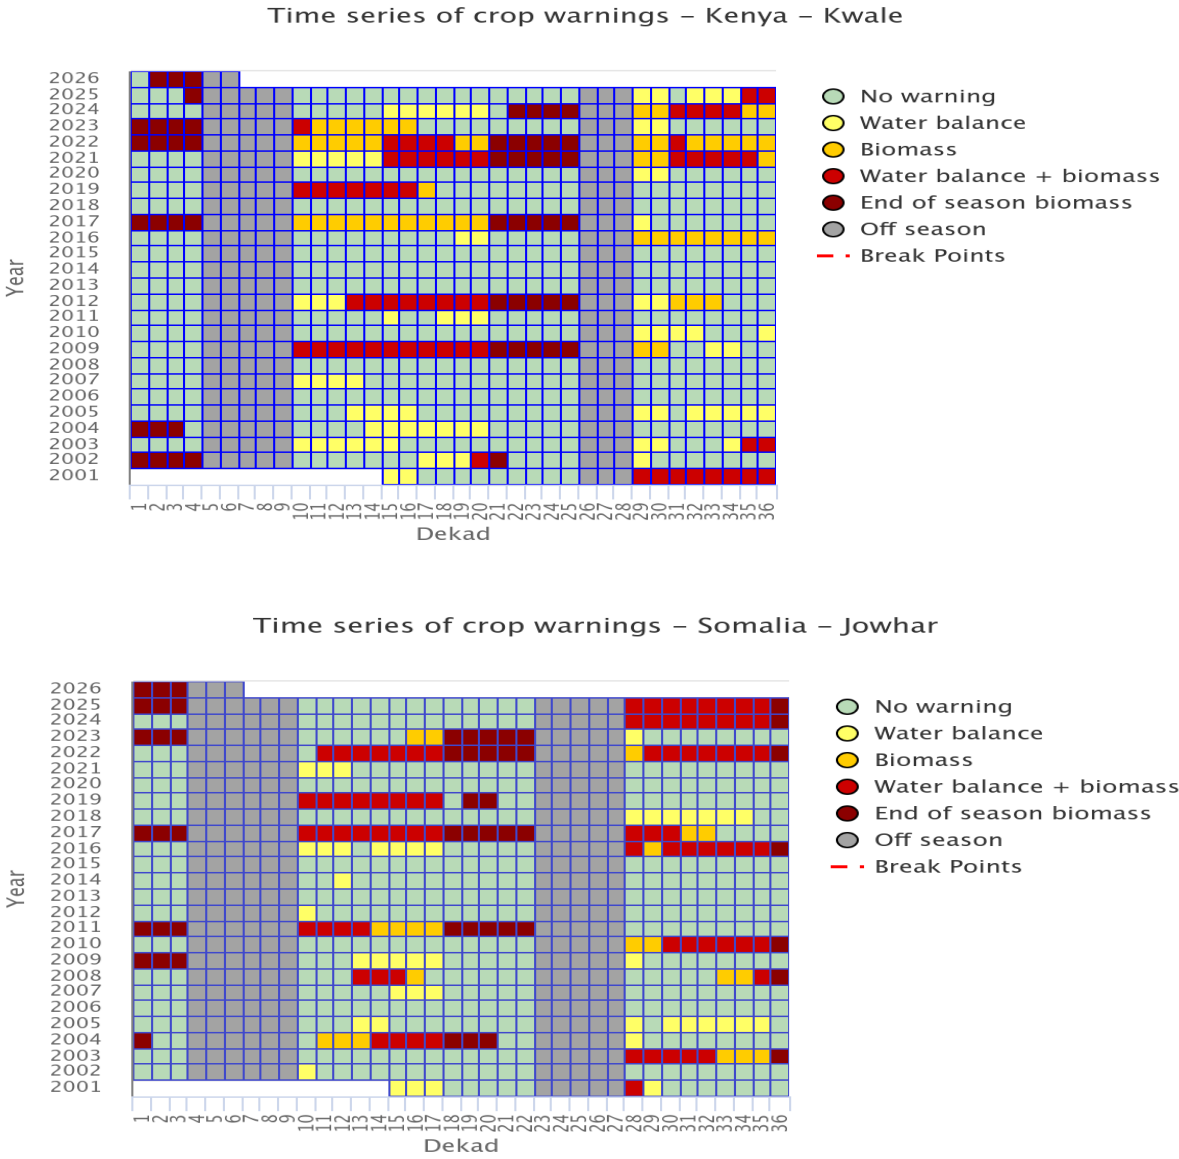 Time series of crop warnings – Kenya – Kwale
2026
2025
2024
2023
2022
2021
2020
2019
2018
2017
2016
2015
2014
2013
2012
2011
2010
2009
2008
2007
2006
2005
2004
2003
2002
2001
Year
1 2 3 4 5 6 7 8 9 10 11 12 13 14 15 16 17 18 19 20 21 22 23 24 25 26 27 28 29 30 31 32 33 34 35 36
Dekad
No warning
Water balance
Biomass
Water balance + biomass
End of season biomass
Off season
Break Points
Time series of crop warnings – Somalia – Jowhar
2026
2025
2024
2023
2022
2021
2020
2019
2018
2017
2016
2015
2014
2013
2012
2011
2010
2009
2008
2007
2006
2005
2004
2003
2002
2001
Year
1 2 3 4 5 6 7 8 9 10 11 12 13 14 15 16 17 18 19 20 21 22 23 24 25 26 27 28 29 30 31 32 33 34 35 36
Dekad
No warning
Water balance
Biomass
Water balance + biomass
End of season biomass
Off season
Break Points